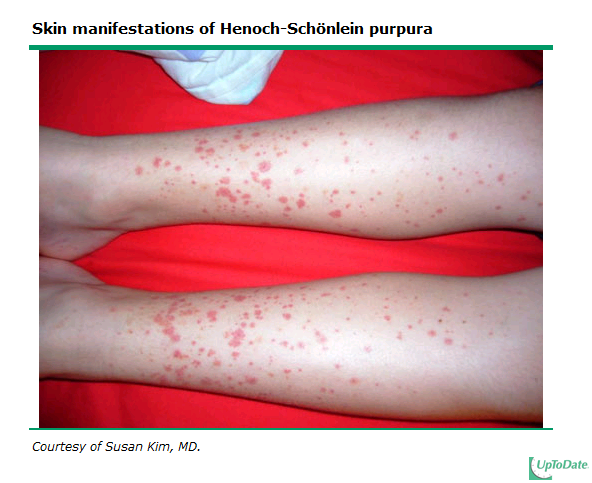 Skin manifestations of Henoch-Schönlein purpura
Courtesy of Susan Kim, MD.
UpToDate